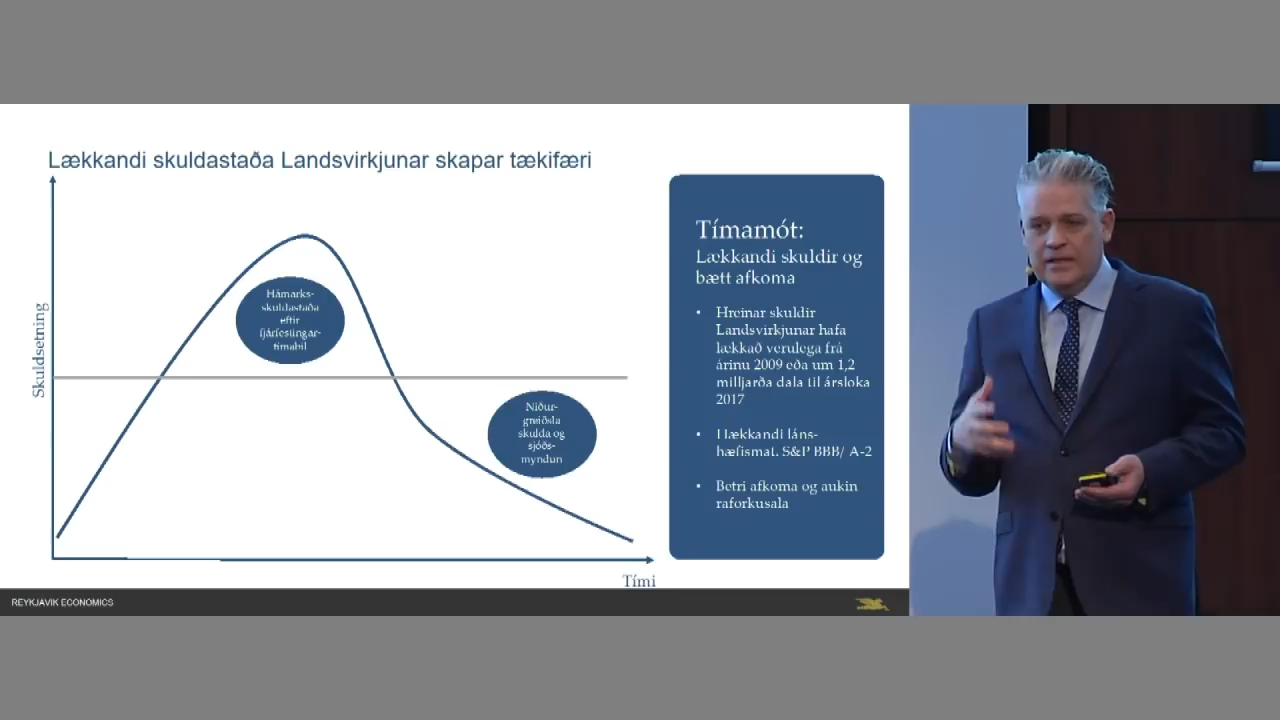 Lækkandi skuldastaða Landsvirkjunar skapar tækifæri
Skuldsetning
Hámarks-
skuldastaða
eftir
fjárfestingar-
tímabil
Niður-
greiðsla
skulda og
sjóðs-
myndun
Tími
Tímamót:
Lækkandi skuldir og
bætt afkoma
• Hreinar skuldir
Landsvirkjunar hafa
lækkað verulega frá
árinu 2009 eða um 1,2
milljarða dala til ársloka
2017
• Hækkandi láns-
hæfismat. S&P BBB/ A-2
• Betri afkoma og aukin
raforkusala
REYKJAVIK ECONOMICS